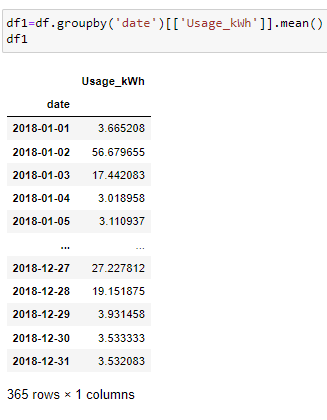 df1=df.groupby('date')[['Usage_kWh']].mean()
df1
Usage_kWh
date
2018-01-01 3.665208
2018-01-02 56.679655
2018-01-03 17.442083
2018-01-04 3.018958
2018-01-05 3.110937
... ...
2018-12-27 27.227812
2018-12-28 19.151875
2018-12-29 3.931458
2018-12-30 3.533333
2018-12-31 3.532083
365 rows × 1 columns